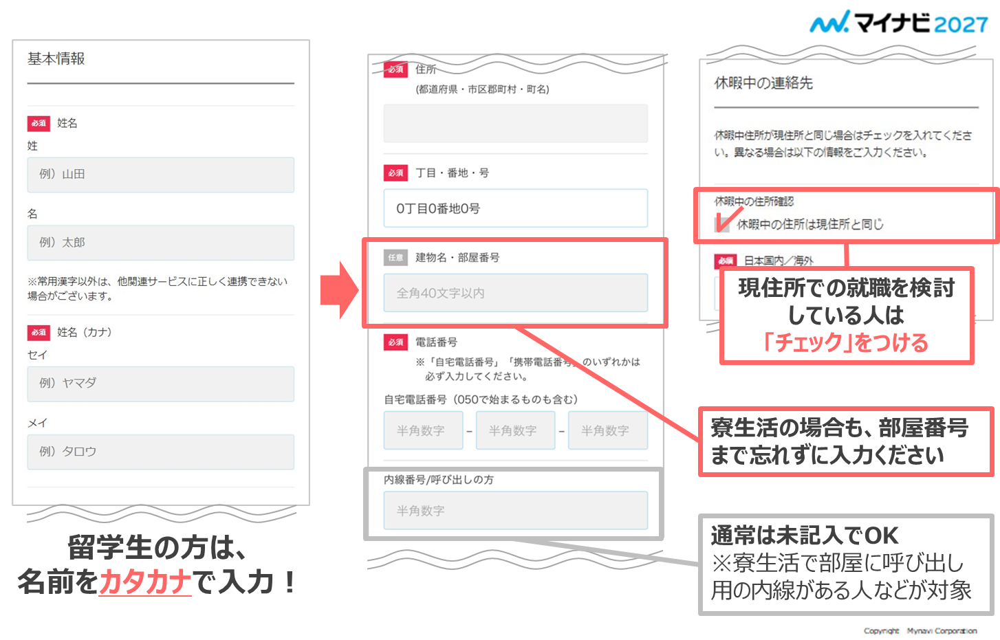 マイナビ2027
基本情報
必須 姓名
姓
例）山田
名
例）太郎
※常用漢字以外は、他関連サービスに正しく連携できない
場合がございます。
必須 姓名（カナ）
セイ
例）ヤマダ
メイ
例）タロウ
留学生の方は、
名前をカタカナで入力！
必須 住所
(都道府県・市区郡町村・町名)
必須 丁目・番地・号
0丁目0番地0号
任意 建物名・部屋番号
全角40文字以内
必須 電話番号
※「自宅電話番号」「携帯電話番号」のいずれかは
必ず入力してください。
自宅電話番号（050で始まるものも含む）
半角数字 – 半角数字 – 半角数字
内線番号/呼び出しの方
半角数字
休暇中の連絡先
休暇中住所が現住所と同じ場合はチェックを入れてくださ
い。異なる場合は以下の情報をご入力ください。
休暇中の住所確認
休暇中の住所は現住所と同じ
必須 日本国内／海外
現住所での就職を検討
している人は
「チェック」をつける
寮生活の場合も、部屋番号
まで忘れずに入力ください
通常は未記入でOK
※寮生活で部屋に呼び出し
用の内線がある人などが対象
Copyright Mynavi Corporation